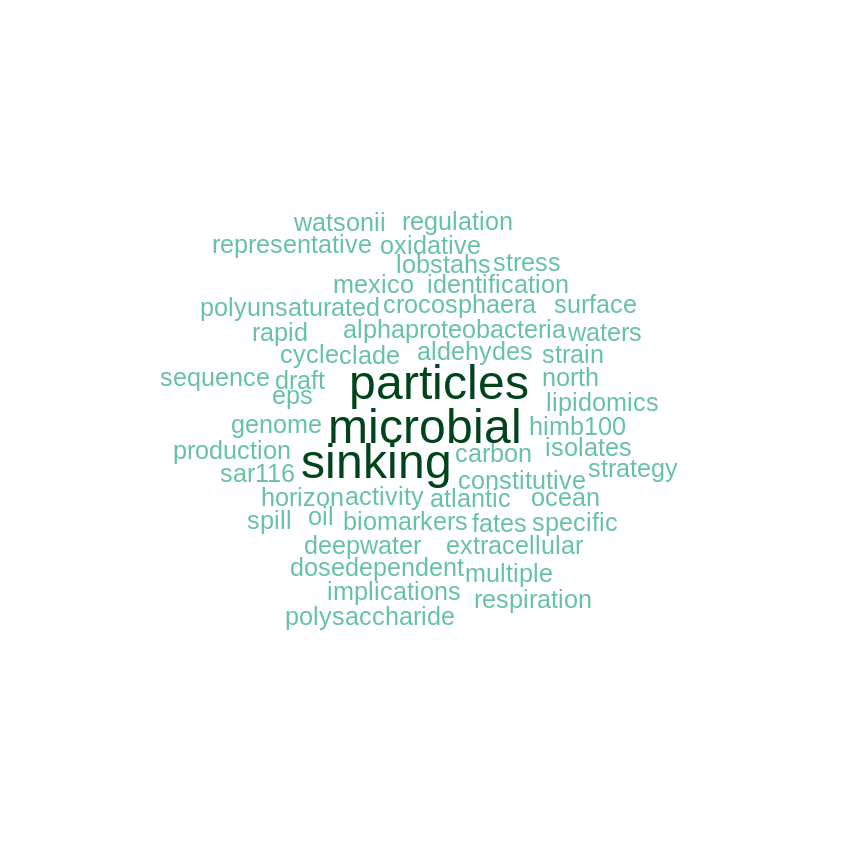 watsonii regulation
representative oxidative
lobstahs stress
mexico identification
polyunsaturated crocosphaera surface
rapid alphaproteobacteria waters
cycle clade aldehydes strain
sequence draft particles north
eps lipidomics
genome microbial himb100
production sinking carbon isolates
sar116 constitutive strategy
horizon activity atlantic ocean
spill oil biomarkers fates specific
deepwater extracellular
dosedependent multiple
implications respiration
polysaccharide